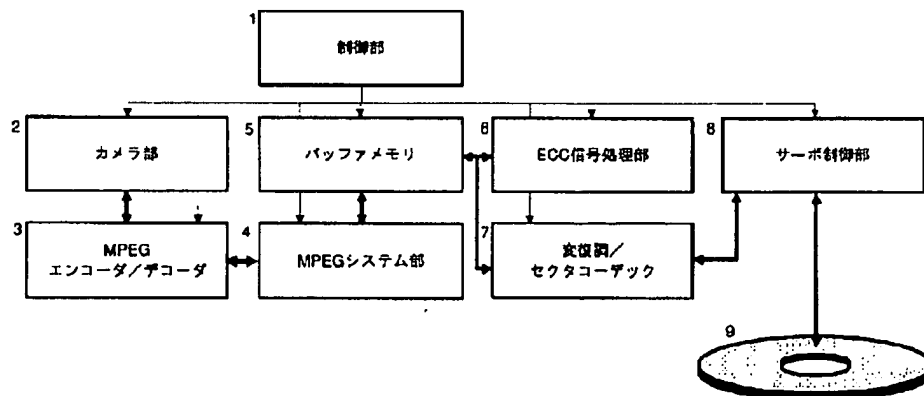 1
制御部
2
カメラ部
5
バッファメモリ
6
ECC信号処理部
8
サーボ制御部
3
MPEG
エンコーダ/デコーダ
4
MPEGシステム部
7
変復調/
セクタコーデック
9